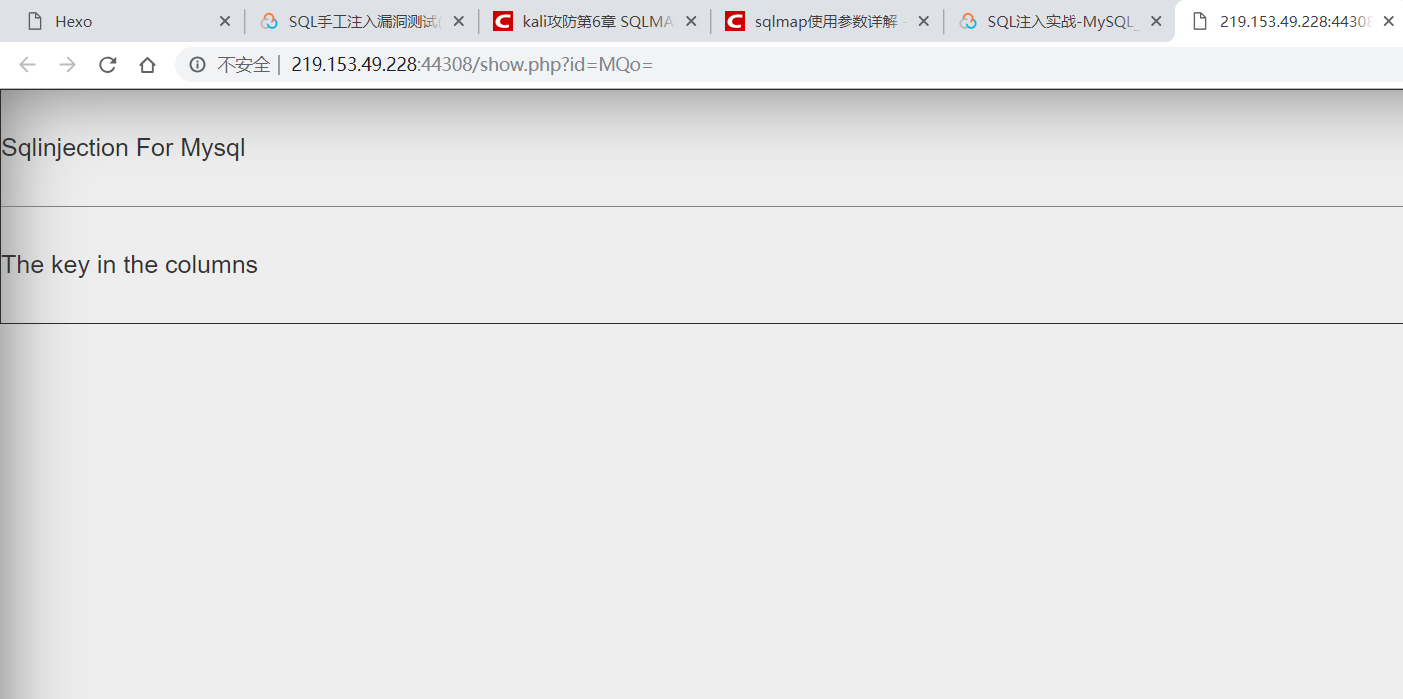 Hexo
SQL手工注入漏洞测试(
kali攻防第6章 SQLMA
sqlmap使用参数详解 -
SQL注入实战-MySQL_
219.153.49.228:44308
不安全 | 219.153.49.228:44308/show.php?id=MQo=
Sqlinjection For Mysql
The key in the columns